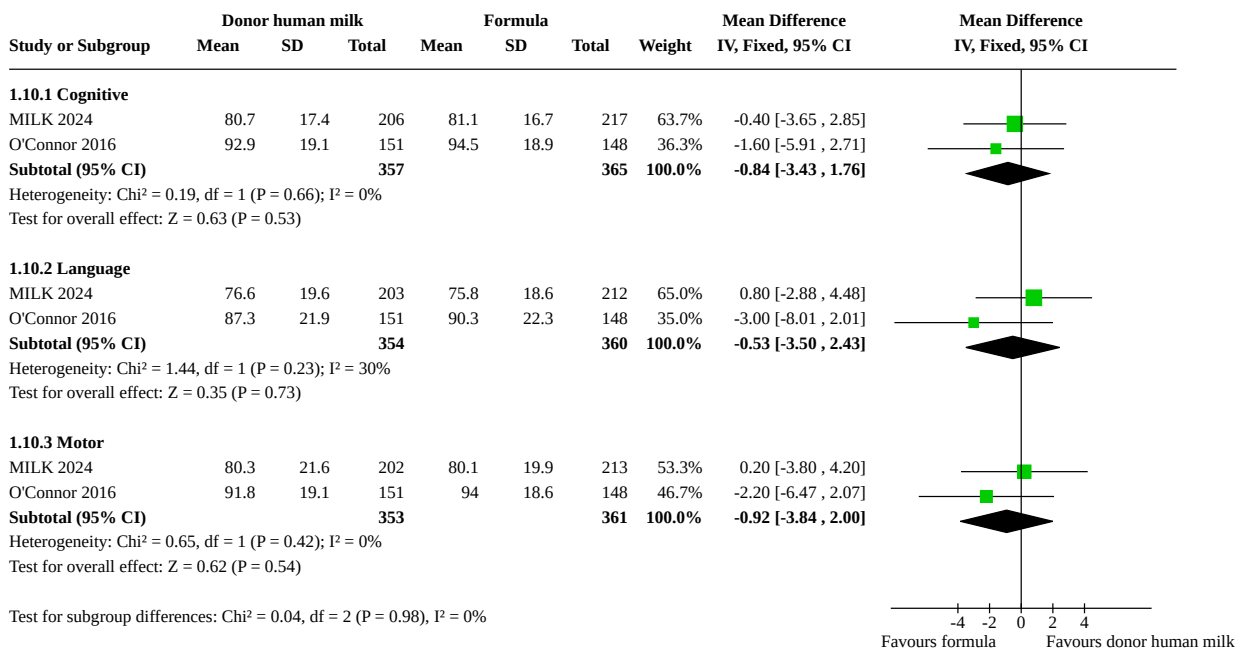 Donor human milk Formula Mean Difference Mean Difference
Study or Subgroup Mean SD Total Mean SD Total Weight IV, Fixed, 95% CI IV, Fixed, 95% CI
1.10.1 Cognitive
MILK 2024 80.7 17.4 206 81.1 16.7 217 63.7% -0.40 [-3.65 , 2.85]
O'Connor 2016 92.9 19.1 151 94.5 18.9 148 36.3% -1.60 [-5.91 , 2.71]
Subtotal (95% CI) 357 365 100.0% -0.84 [-3.43 , 1.76]
Heterogeneity: Chi² = 0.19, df = 1 (P = 0.66); I² = 0%
Test for overall effect: Z = 0.63 (P = 0.53)
1.10.2 Language
MILK 2024 76.6 19.6 203 75.8 18.6 212 65.0% 0.80 [-2.88 , 4.48]
O'Connor 2016 87.3 21.9 151 90.3 22.3 148 35.0% -3.00 [-8.01 , 2.01]
Subtotal (95% CI) 354 360 100.0% -0.53 [-3.50 , 2.43]
Heterogeneity: Chi² = 1.44, df = 1 (P = 0.23); I² = 30%
Test for overall effect: Z = 0.35 (P = 0.73)
1.10.3 Motor
MILK 2024 80.3 21.6 202 80.1 19.9 213 53.3% 0.20 [-3.80 , 4.20]
O'Connor 2016 91.8 19.1 151 94 18.6 148 46.7% -2.20 [-6.47 , 2.07]
Subtotal (95% CI) 353 361 100.0% -0.92 [-3.84 , 2.00]
Heterogeneity: Chi² = 0.65, df = 1 (P = 0.42); I² = 0%
Test for overall effect: Z = 0.62 (P = 0.54)
Test for subgroup differences: Chi² = 0.04, df = 2 (P = 0.98), I² = 0%
-4 -2 0 2 4
Favours formula Favours donor human milk